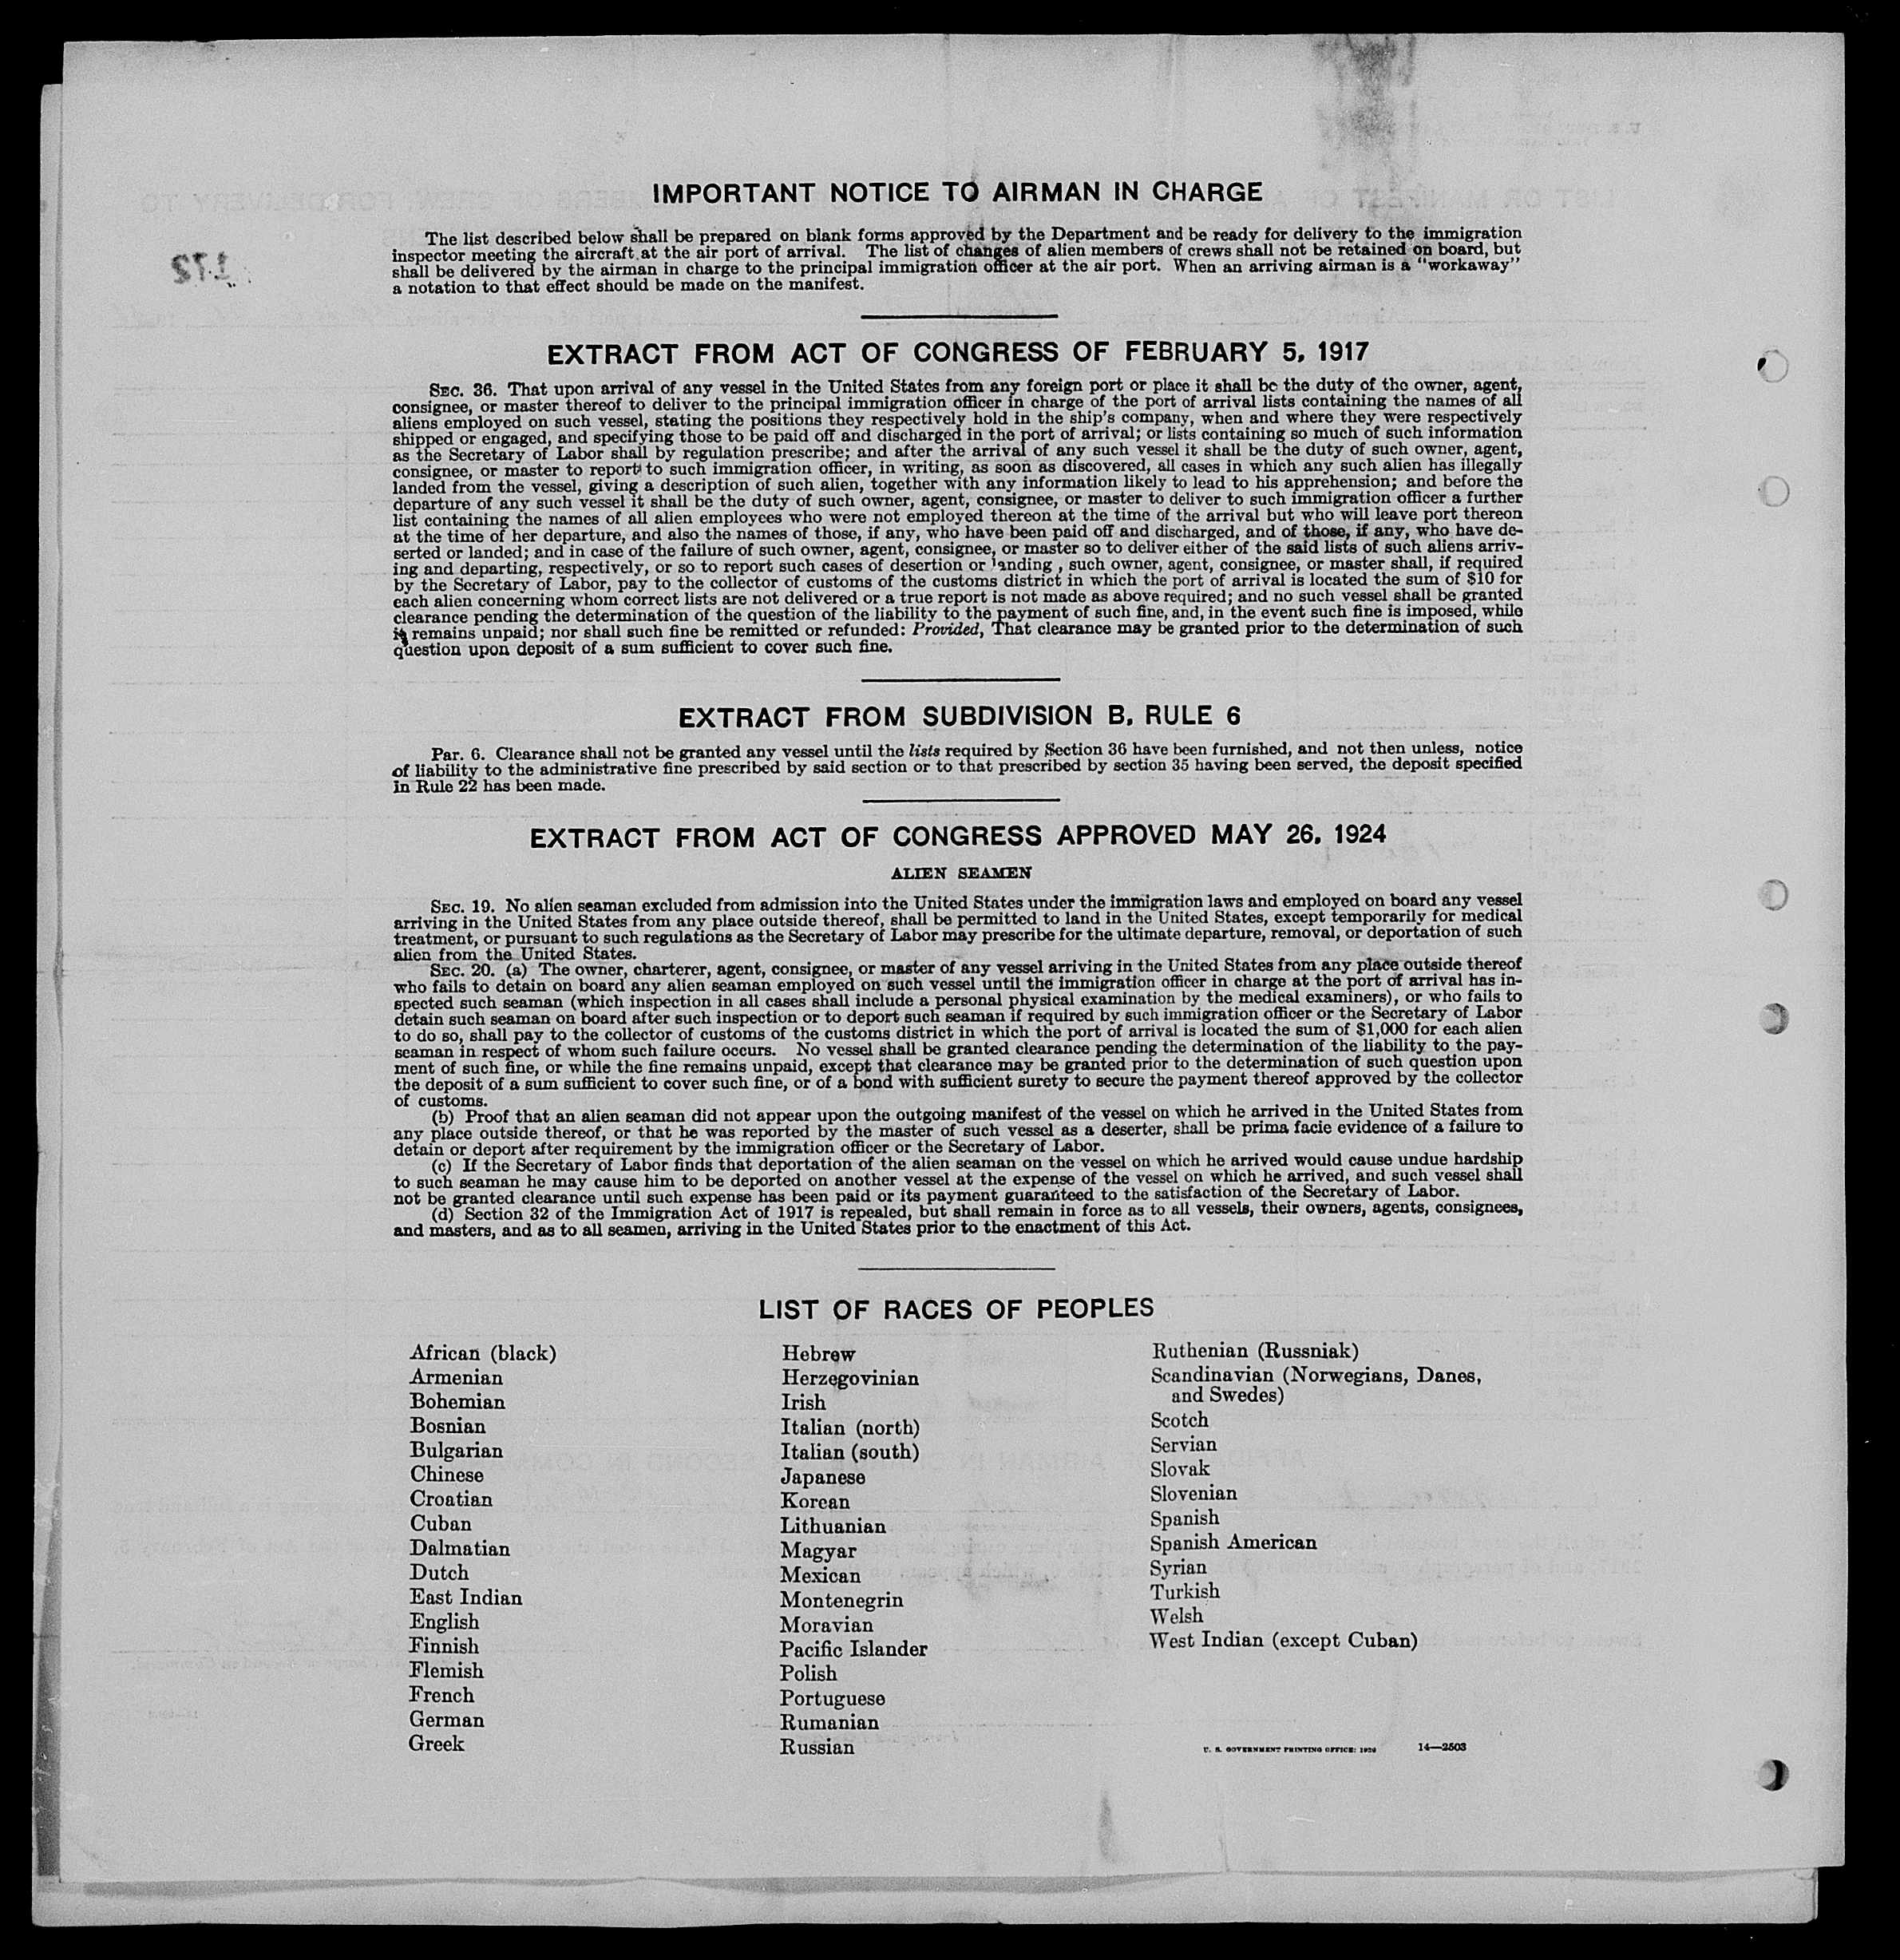 IMPORTANT NOTICE TO AIRMAN IN CHARGE
The list described below shall be prepared on blank forms approved by the Department and be ready for delivery to the immigration
inspector meeting the aircraft at the air port of arrival. The list of changes of alien members of crews shall not be retained on board, but
shall be delivered by the airman in charge to the principal immigration officer at the air port. When an arriving airman is a "workaway"
a notation to that effect should be made on the manifest.
EXTRACT FROM ACT OF CONGRESS OF FEBRUARY 5, 1917
SEC. 36. That upon arrival of any vessel in the United States from any foreign port or place it shall be the duty of the owner, agent,
consignee, or master thereof to deliver to the principal immigration officer in charge of the port of arrival lists containing the names of all
aliens employed on such vessel, stating the positions they respectively hold in the ship's company, when and where they were respectively
shipped or engaged, and specifying those to be paid off and discharged in the port of arrival; or lists containing so much of such information
as the Secretary of Labor shall by regulation prescribe; and after the arrival of any such vessel it shall be the duty of such owner, agent,
consignee, or master to report to such immigration officer, in writing, as soon as discovered, all cases in which any such alien has illegally
landed from the vessel, giving a description of such alien, together with any information likely to lead to his apprehension; and before the
departure of any such vessel it shall be the duty of such owner, agent, consignee, or master to deliver to such immigration officer a further
list containing the names of all alien employees who were not employed thereon at the time of the arrival but who will leave port thereon
at the time of her departure, and also the names of those, if any, who have been paid off and discharged, and of those, if any, who have de-
serted or landed; and in case of the failure of such owner, agent, consignee, or master so to deliver either of the said lists of such aliens arriv-
ing and departing, respectively, or so to report such cases of desertion or landing , such owner, agent, consignee, or master shall, if required
by the Secretary of Labor, pay to the collector of customs of the customs district in which the port of arrival is located the sum of $10 for
each alien concerning whom correct lists are not delivered or a true report is not made as above required; and no such vessel shall be granted
clearance pending the determination of the question of the liability to the payment of such fine, and, in the event such fine is imposed, while
it remains unpaid; nor shall such fine be remitted or refunded: Provided, That clearance may be granted prior to the determination of such
question upon deposit of a sum sufficient to cover such fine.
EXTRACT FROM SUBDIVISION B, RULE 6
Par. 6. Clearance shall not be granted any vessel until the lists required by Section 36 have been furnished, and not then unless, notice
of liability to the administrative fine prescribed by said section or to that prescribed by section 35 having been served, the deposit specified
in Rule 22 has been made.
EXTRACT FROM ACT OF CONGRESS APPROVED MAY 26, 1924
ALIEN SEAMEN
SEC. 19. No alien seaman excluded from admission into the United States under the immigration laws and employed on board any vessel
arriving in the United States from any place outside thereof, shall be permitted to land in the United States, except temporarily for medical
treatment, or pursuant to such regulations as the Secretary of Labor may prescribe for the ultimate departure, removal, or deportation of such
alien from the United States.
SEC. 20. (a) The owner, charterer, agent, consignee, or master of any vessel arriving in the United States from any place outside thereof
who fails to detain on board any alien seaman employed on such vessel until the immigration officer in charge at the port of arrival has in-
spected such seaman (which inspection in all cases shall include a personal physical examination by the medical examiners), or who fails to
detain such seaman on board after such inspection or to deport such seaman if required by such immigration officer or the Secretary of Labor
to do so, shall pay to the collector of customs of the customs district in which the port of arrival is located the sum of $1,000 for each alien
seaman in respect of whom such failure occurs. No vessel shall be granted clearance pending the determination of the liability to the pay-
ment of such fine, or while the fine remains unpaid, except that clearance may be granted prior to the determination of such question upon
the deposit of a sum sufficient to cover such fine, or of a bond with sufficient surety to secure the payment thereof approved by the collector
of customs.
(b) Proof that an alien seaman did not appear upon the outgoing manifest of the vessel on which he arrived in the United States from
any place outside thereof, or that he was reported by the master of such vessel as a deserter, shall be prima facie evidence of a failure to
detain or deport after requirement by the immigration officer or the Secretary of Labor.
(c) If the Secretary of Labor finds that deportation of the alien seaman on the vessel on which he arrived would cause undue hardship
to such seaman he may cause him to be deported on another vessel at the expense of the vessel on which he arrived, and such vessel shall
not be granted clearance until such expense has been paid or its payment guaranteed to the satisfaction of the Secretary of Labor.
(d) Section 32 of the Immigration Act of 1917 is repealed, but shall remain in force as to all vessels, their owners, agents, consignees,
and masters, and as to all seamen, arriving in the United States prior to the enactment of this Act.
LIST OF RACES OF PEOPLES
African (black)
Armenian
Bohemian
Bosnian
Bulgarian
Chinese
Croatian
Cuban
Dalmatian
Dutch
East Indian
English
Finnish
Flemish
French
German
Greek
Hebrew
Herzegovinian
Irish
Italian (north)
Italian (south)
Japanese
Korean
Lithuanian
Magyar
Mexican
Montenegrin
Moravian
Pacific Islander
Polish
Portuguese
Rumanian
Russian
Ruthenian (Russniak)
Scandinavian (Norwegians, Danes,
and Swedes)
Scotch
Servian
Slovak
Slovenian
Spanish
Spanish American
Syrian
Turkish
Welsh
West Indian (except Cuban)
U. S. GOVERNMENT PRINTING OFFICE: 14—2503